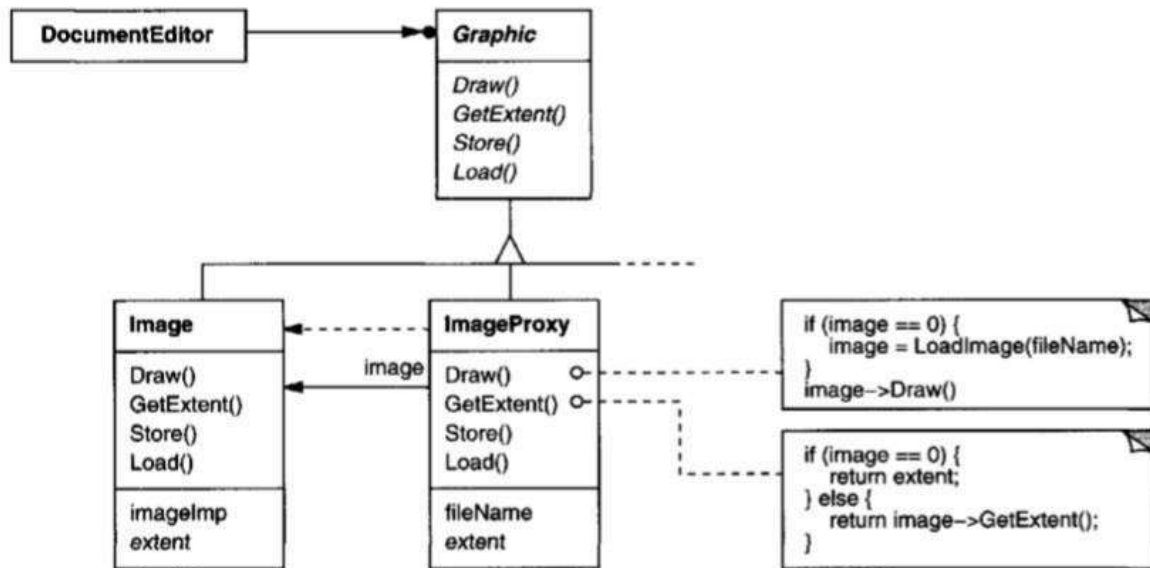 DocumentEditor
Graphic
Draw()
GetExtent()
Store()
Load()
Image
Draw()
GetExtent()
Store()
Load()
imageImp
extent
image
ImageProxy
Draw()
GetExtent()
Store()
Load()
fileName
extent
if (image == 0) {
image = LoadImage(fileName);
}
image->Draw()
if (image == 0) {
return extent;
} else {
return image->GetExtent();
}